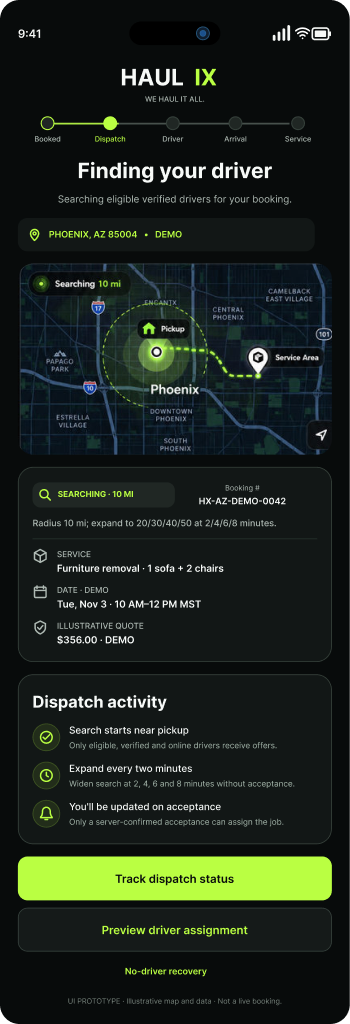 9:41
HAUL IX
WE HAUL IT ALL.
Booked Dispatch Driver Arrival Service
Finding your driver
Searching eligible verified drivers for your booking.
PHOENIX, AZ 85004 • DEMO
Searching 10 mi
CAMELBACK
EAST VILLAGE
ENCANTX
17
CENTRAL
PHOENIX
Pickup
101
Service Area
PAPAGO
PARK
10
Phoenix
ESTRELLA
VILLAGE
DOWNTOWN
PHOENIX
SOUTH
PHOENIX
SEARCHING · 10 MI
Booking #
HX-AZ-DEMO-0042
Radius 10 mi; expand to 20/30/40/50 at 2/4/6/8 minutes.
SERVICE
Furniture removal · 1 sofa + 2 chairs
DATE · DEMO
Tue, Nov 3 · 10 AM–12 PM MST
ILLUSTRATIVE QUOTE
$356.00 · DEMO
Dispatch activity
Search starts near pickup
Only eligible, verified and online drivers receive offers.
Expand every two minutes
Widen search at 2, 4, 6 and 8 minutes without acceptance.
You'll be updated on acceptance
Only a server-confirmed acceptance can assign the job.
Track dispatch status
Preview driver assignment
No-driver recovery
UI PROTOTYPE · Illustrative map and data · Not a live booking.